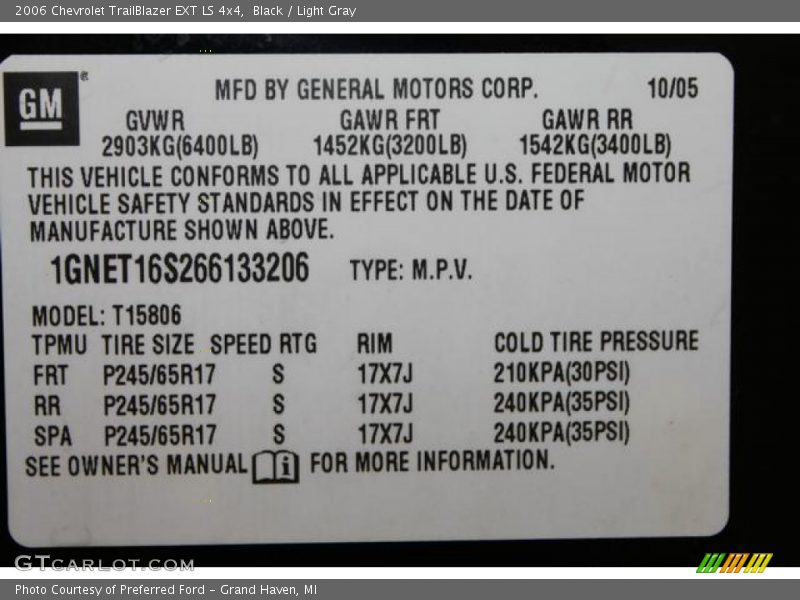 2006 Chevrolet TrailBlazer EXT LS 4x4,  Black / Light Gray
GM®
MFD BY GENERAL MOTORS CORP. 10/05
GVWR GAWR FRT GAWR RR
2903KG(6400LB) 1452KG(3200LB) 1542KG(3400LB)
THIS VEHICLE CONFORMS TO ALL APPLICABLE U.S. FEDERAL MOTOR
VEHICLE SAFETY STANDARDS IN EFFECT ON THE DATE OF
MANUFACTURE SHOWN ABOVE.
1GNET16S266133206 TYPE: M.P.V.
MODEL: T15806
TPMU TIRE SIZE SPEED RTG RIM COLD TIRE PRESSURE
FRT P245/65R17 S 17X7J 210KPA(30PSI)
RR P245/65R17 S 17X7J 240KPA(35PSI)
SPA P245/65R17 S 17X7J 240KPA(35PSI)
SEE OWNER'S MANUAL i FOR MORE INFORMATION.
GTCARLOT.COM
Photo Courtesy of Preferred Ford - Grand Haven, MI